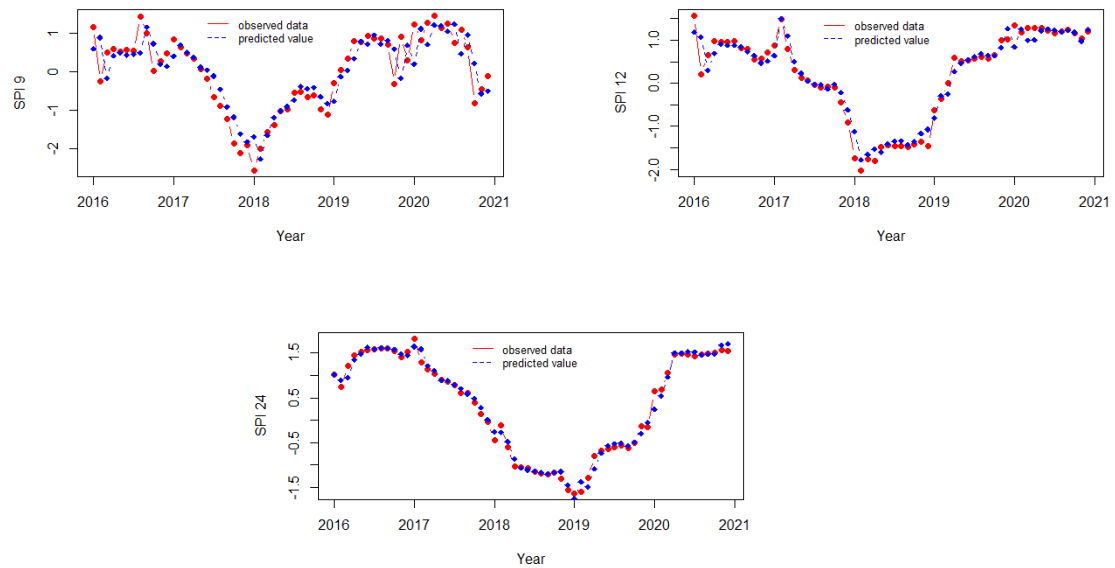 SPI 9
1
0
-1
-2
observed data
predicted value
2016 2017 2018 2019 2020 2021
Year
SPI 12
1.0
0.0
-1.0
-2.0
observed data
predicted value
2016 2017 2018 2019 2020 2021
Year
SPI 24
1.5
0.5
-0.5
-1.5
observed data
predicted value
2016 2017 2018 2019 2020 2021
Year